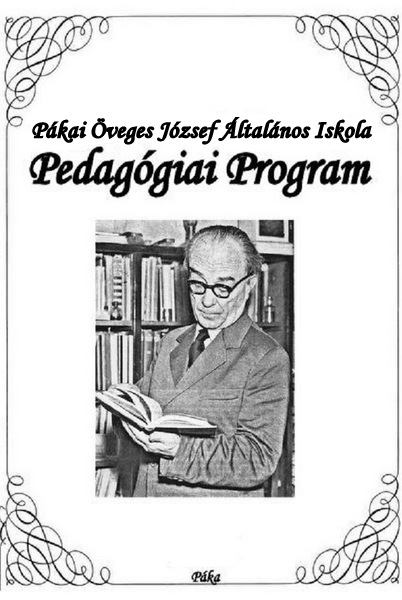 Pákai Öveges József Általános Iskola
Pedagógiai Program
Páka